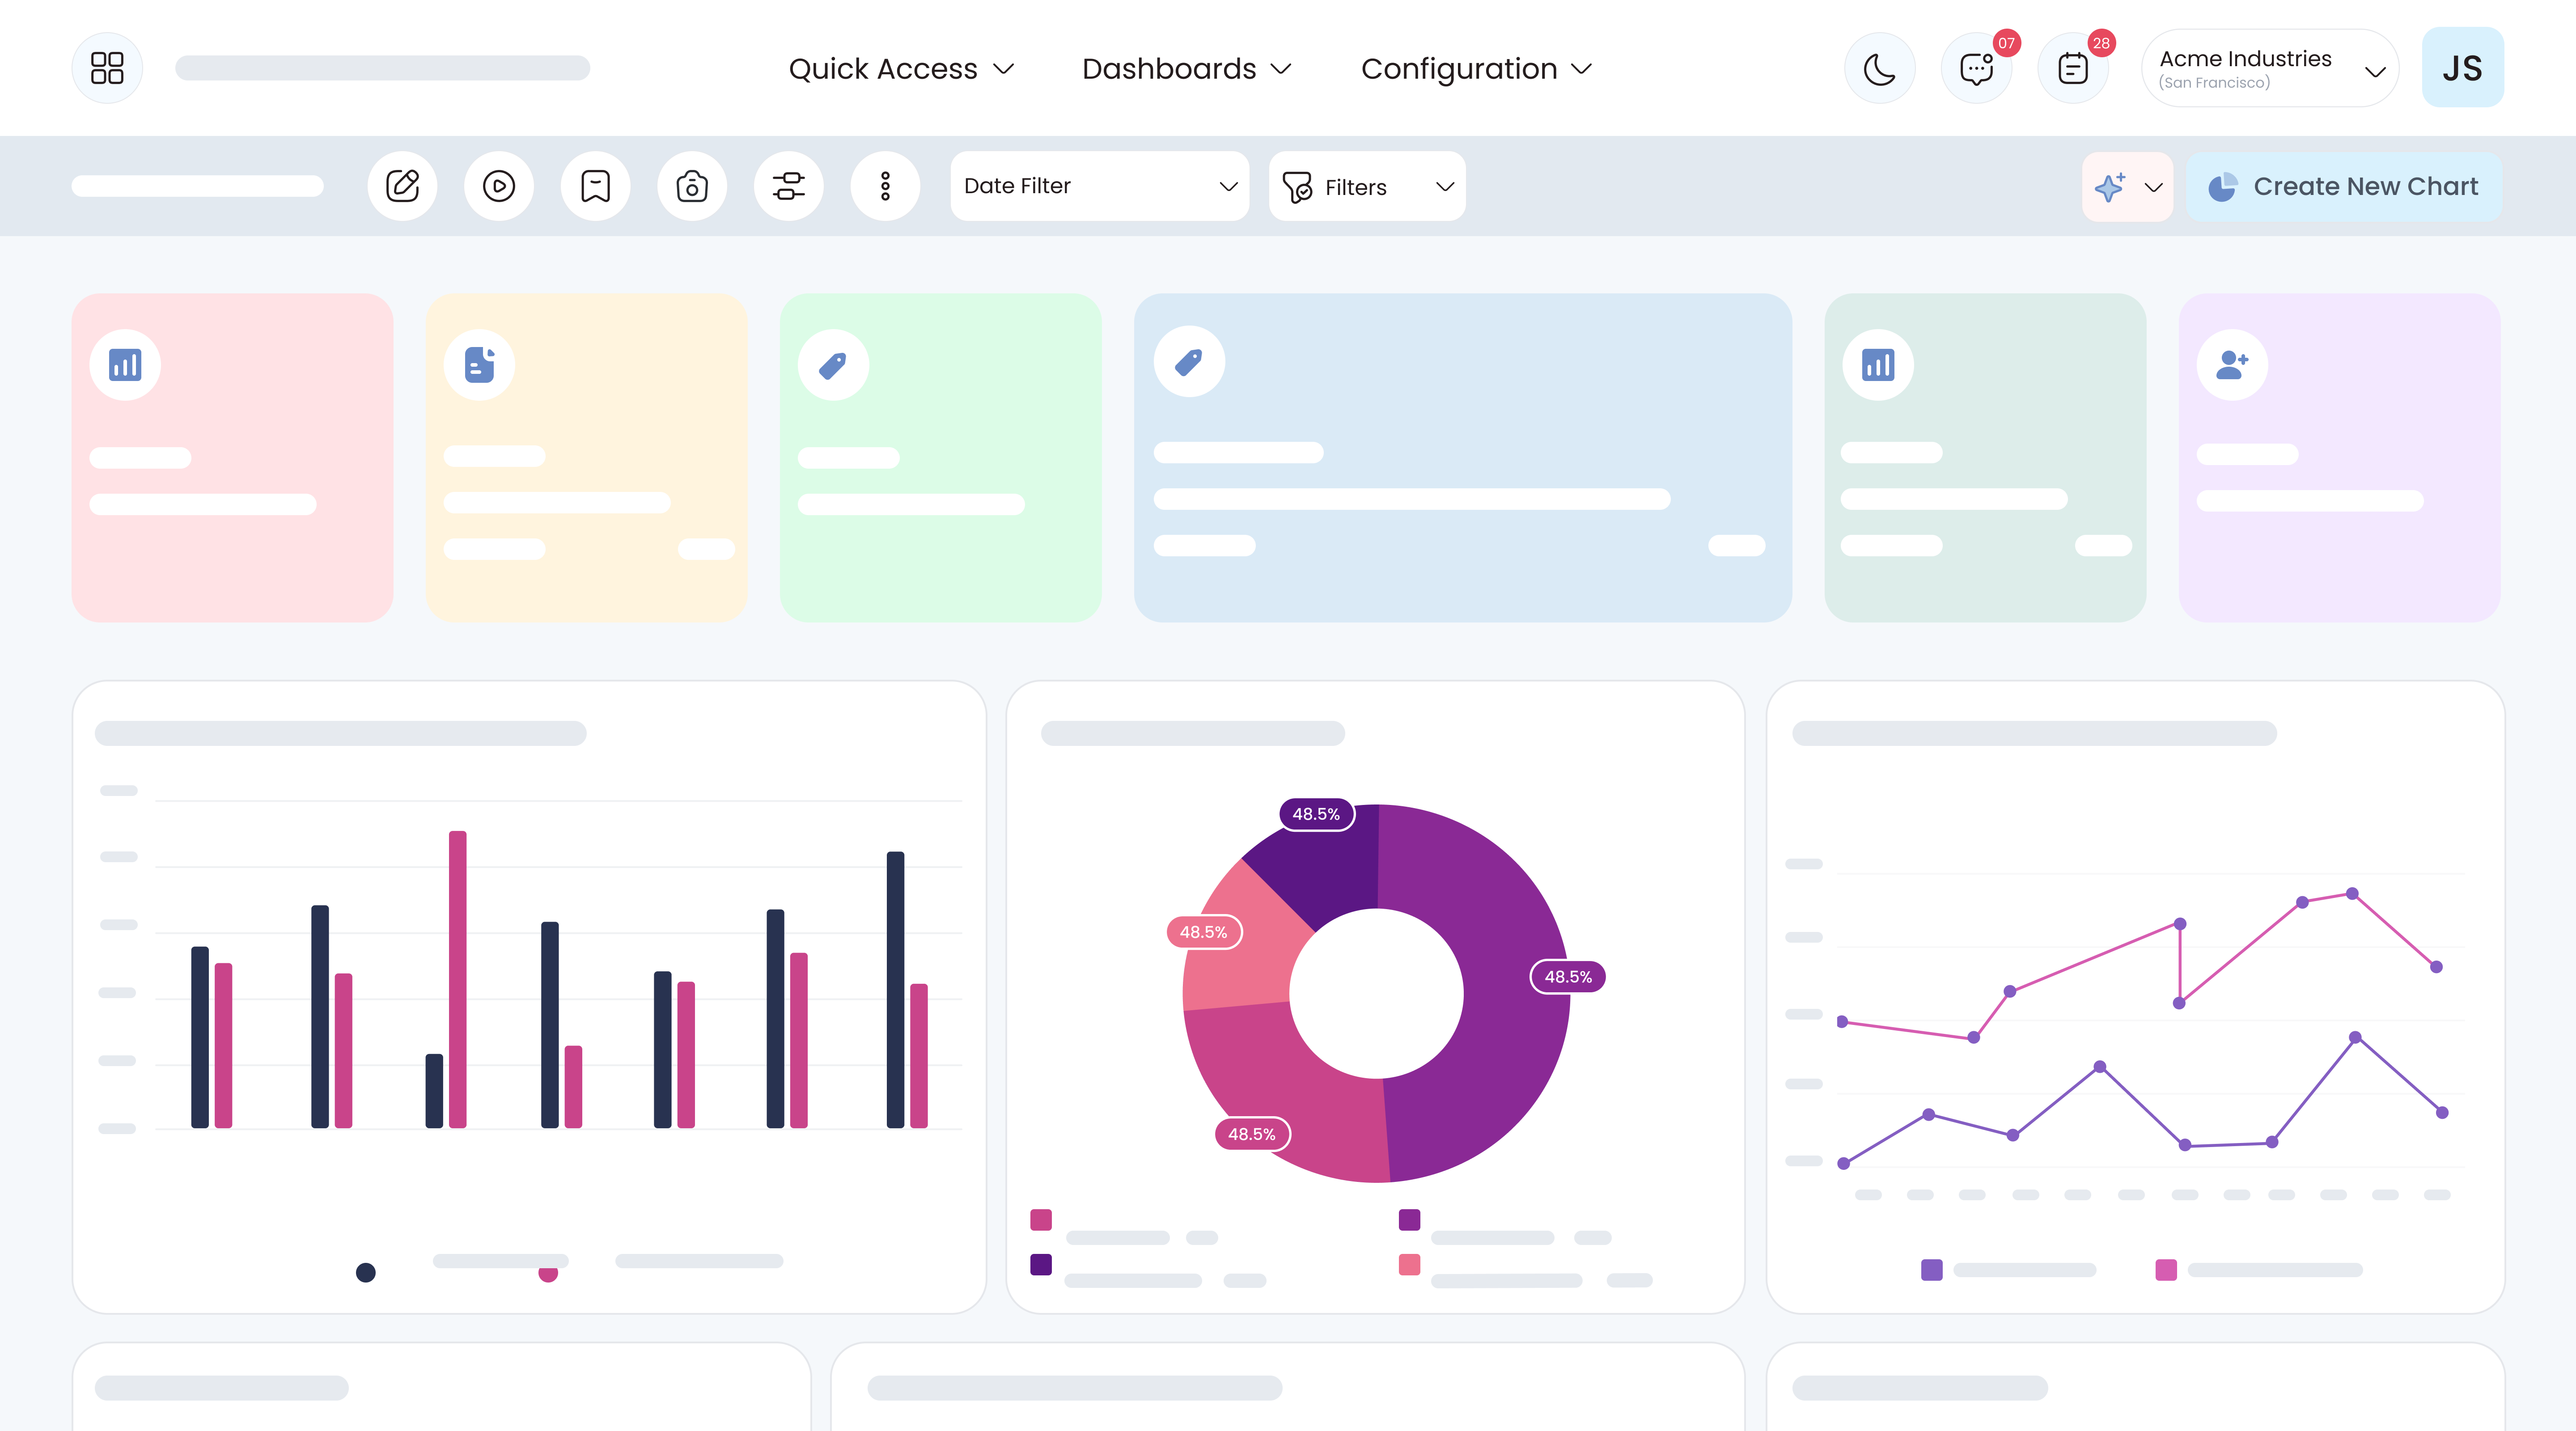 Quick Access
Dashboards
Configuration
07
28
Acme Industries
(San Francisco)
JS
Date Filter
Filters
Create New Chart
48.5%
48.5%
48.5%
48.5%